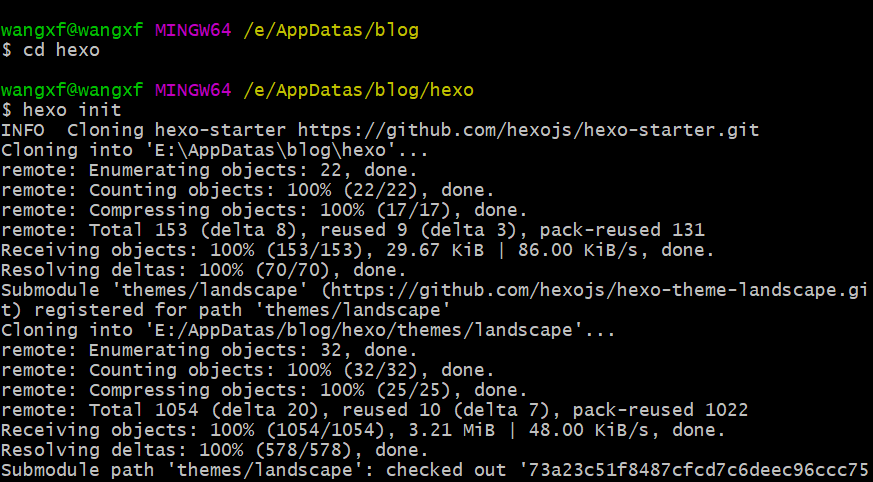 wangxf@wangxf MINGW64 /e/AppDatas/blog
$ cd hexo
wangxf@wangxf MINGW64 /e/AppDatas/blog/hexo
$ hexo init
INFO  Cloning hexo-starter https://github.com/hexojs/hexo-starter.git
Cloning into 'E:\AppDatas\blog\hexo'...
remote: Enumerating objects: 22, done.
remote: Counting objects: 100% (22/22), done.
remote: Compressing objects: 100% (17/17), done.
remote: Total 153 (delta 8), reused 9 (delta 3), pack-reused 131
Receiving objects: 100% (153/153), 29.67 KiB | 86.00 KiB/s, done.
Resolving deltas: 100% (70/70), done.
Submodule 'themes/landscape' (https://github.com/hexojs/hexo-theme-landscape.gi
t) registered for path 'themes/landscape'
Cloning into 'E:/AppDatas/blog/hexo/themes/landscape'...
remote: Enumerating objects: 32, done.
remote: Counting objects: 100% (32/32), done.
remote: Compressing objects: 100% (25/25), done.
remote: Total 1054 (delta 20), reused 10 (delta 7), pack-reused 1022
Receiving objects: 100% (1054/1054), 3.21 MiB | 48.00 KiB/s, done.
Resolving deltas: 100% (578/578), done.
Submodule path 'themes/landscape': checked out '73a23c51f8487cfcd7c6deec96ccc75